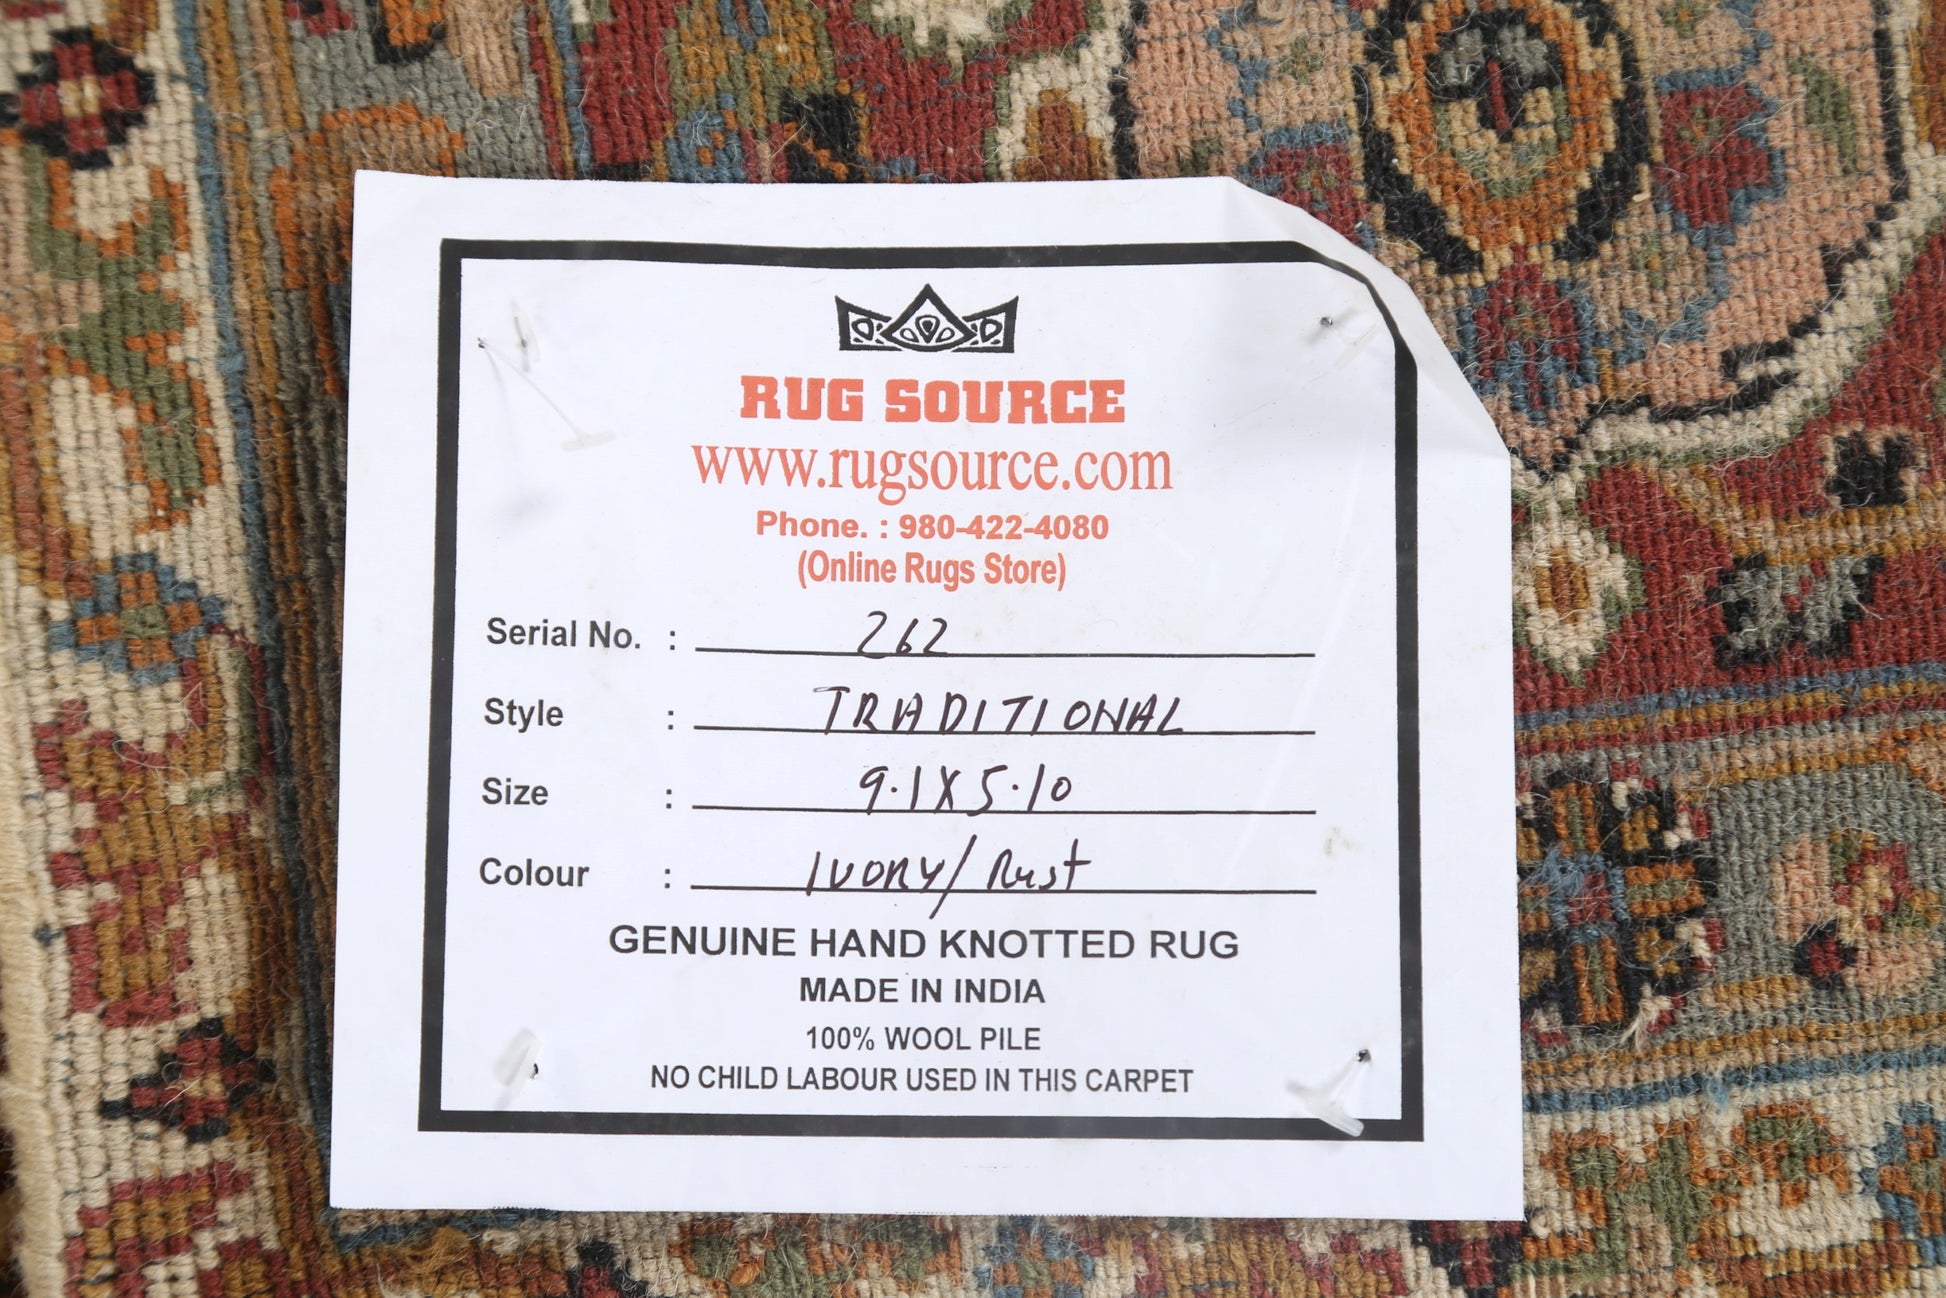 RUG SOURCE
www.rugsource.com
Phone. : 980-422-4080
(Online Rugs Store)
Serial No. : 262
Style : TRADITIONAL
Size : 9.1X5.10
Colour : IVORY/Rust
GENUINE HAND KNOTTED RUG
MADE IN INDIA
100% WOOL PILE
NO CHILD LABOUR USED IN THIS CARPET